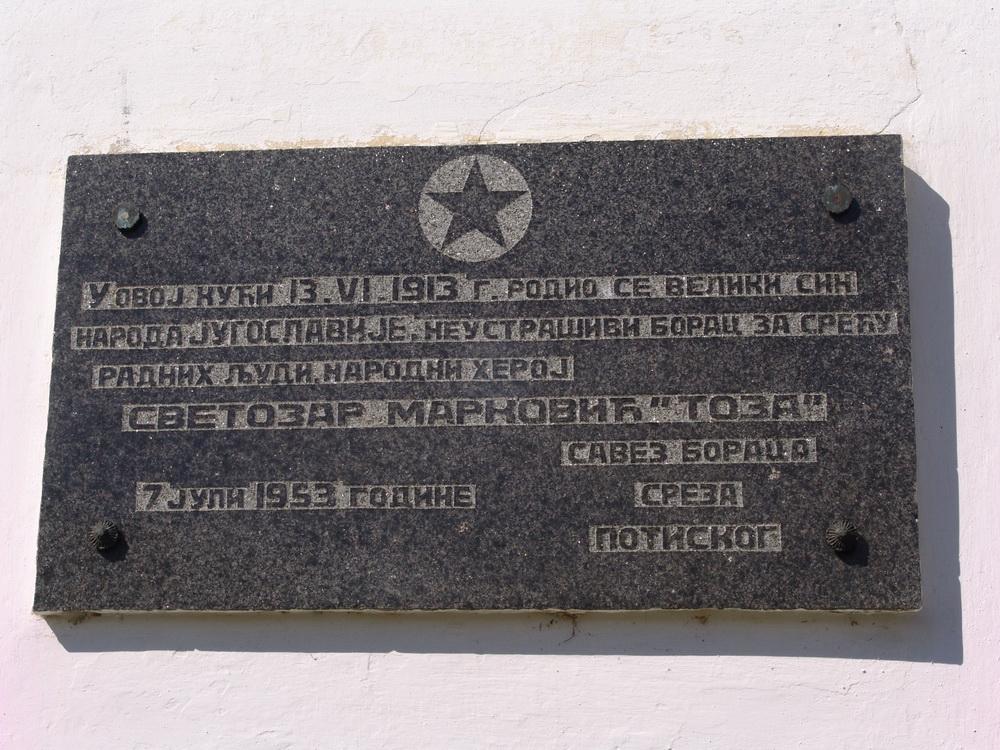 У ОВОЈ КУЋИ 13.VI.1913 Г. РОДИО СЕ ВЕЛИКИ СИН
НАРОДА ЈУГОСЛАВИЈЕ, НЕУСТРАШИВИ БОРАЦ ЗА СРЕЋУ
РАДНИХ ЉУДИ, НАРОДНИ ХЕРОЈ
СВЕТОЗАР МАРКОВИЋ "ТОЗА"
САВЕЗ БОРАЦА
7 ЈУЛИ 1953 ГОДИНЕ СРЕЗА
ПОТИСКОГ